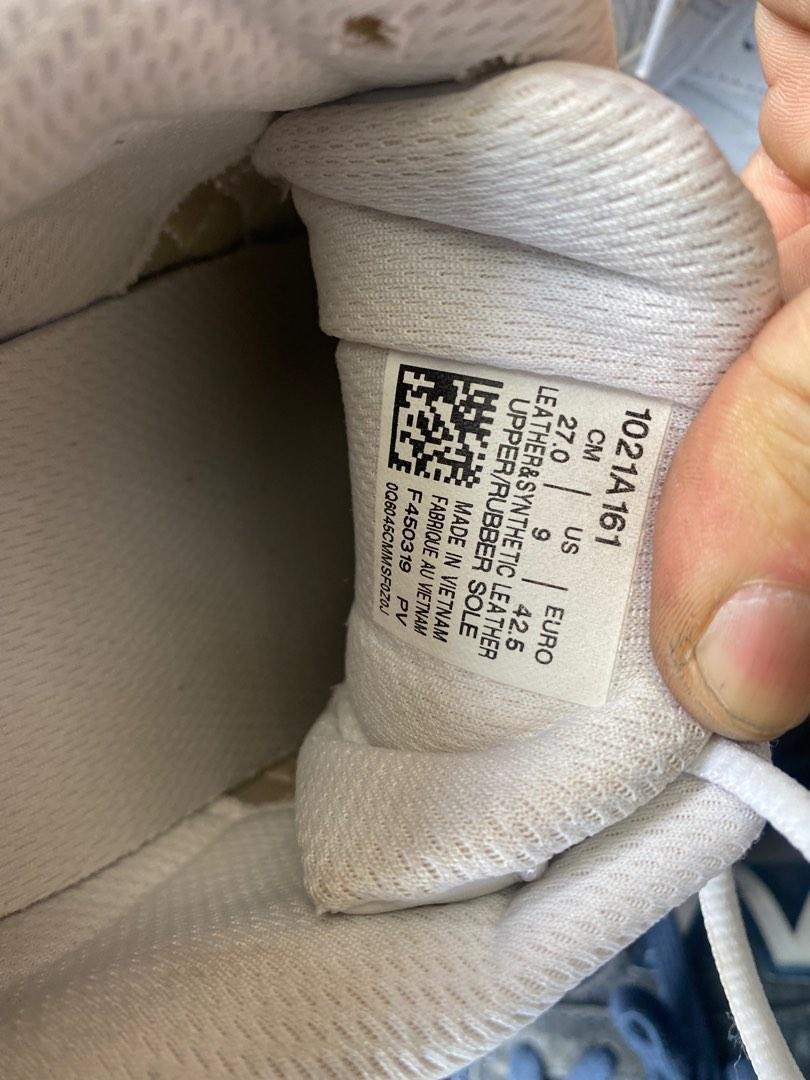 1021A161
CM | US | EURO
27.0 | 9 | 42.5
LEATHER&SYNTHETIC LEATHER
UPPER/RUBBER SOLE
MADE IN VIETNAM
FABRIQUE AU VIETNAM
F450319 PV
0Q6045CMMSF0Z0J